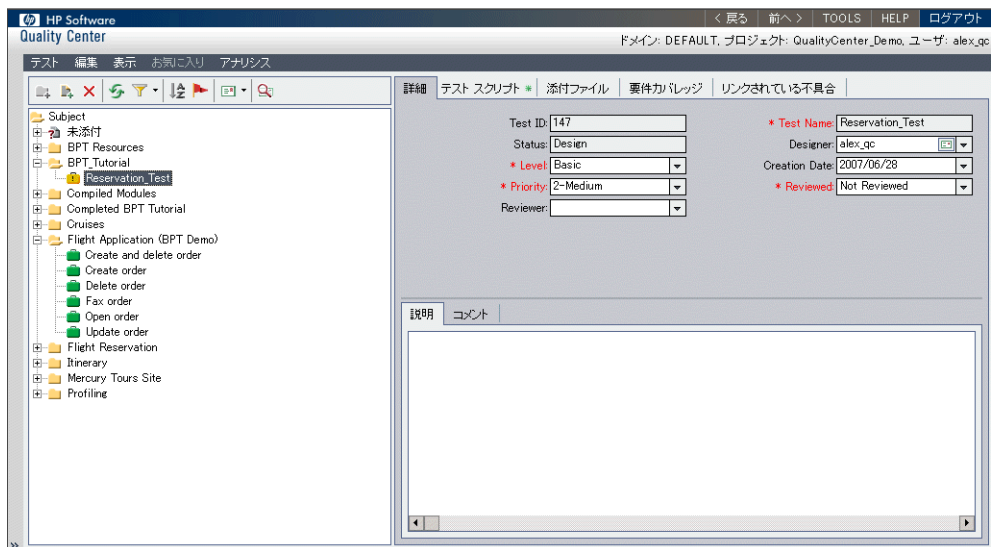 HP Software
< 戻る 前へ > TOOLS HELP ログアウト
Quality Center
ドメイン: DEFAULT, プロジェクト: QualityCenter_Demo, ユーザ: alex_qc
テスト 編集 表示 お気に入り アナリシス
詳細 テスト スクリプト * 添付ファイル 要件カバレッジ リンクされている不具合
Subject
未添付
BPT Resources
BPT_Tutorial
Reservation_Test
Compiled Modules
Completed BPT Tutorial
Cruises
Flight Application (BPT Demo)
Create and delete order
Create order
Delete order
Fax order
Open order
Update order
Flight Reservation
Itinerary
Mercury Tours Site
Profiling
Test ID: 147
* Test Name: Reservation_Test
Status: Design
Designer: alex_qc
* Level: Basic
Creation Date: 2007/06/28
* Priority: 2-Medium
* Reviewed: Not Reviewed
Reviewer:
説明 コメント
»